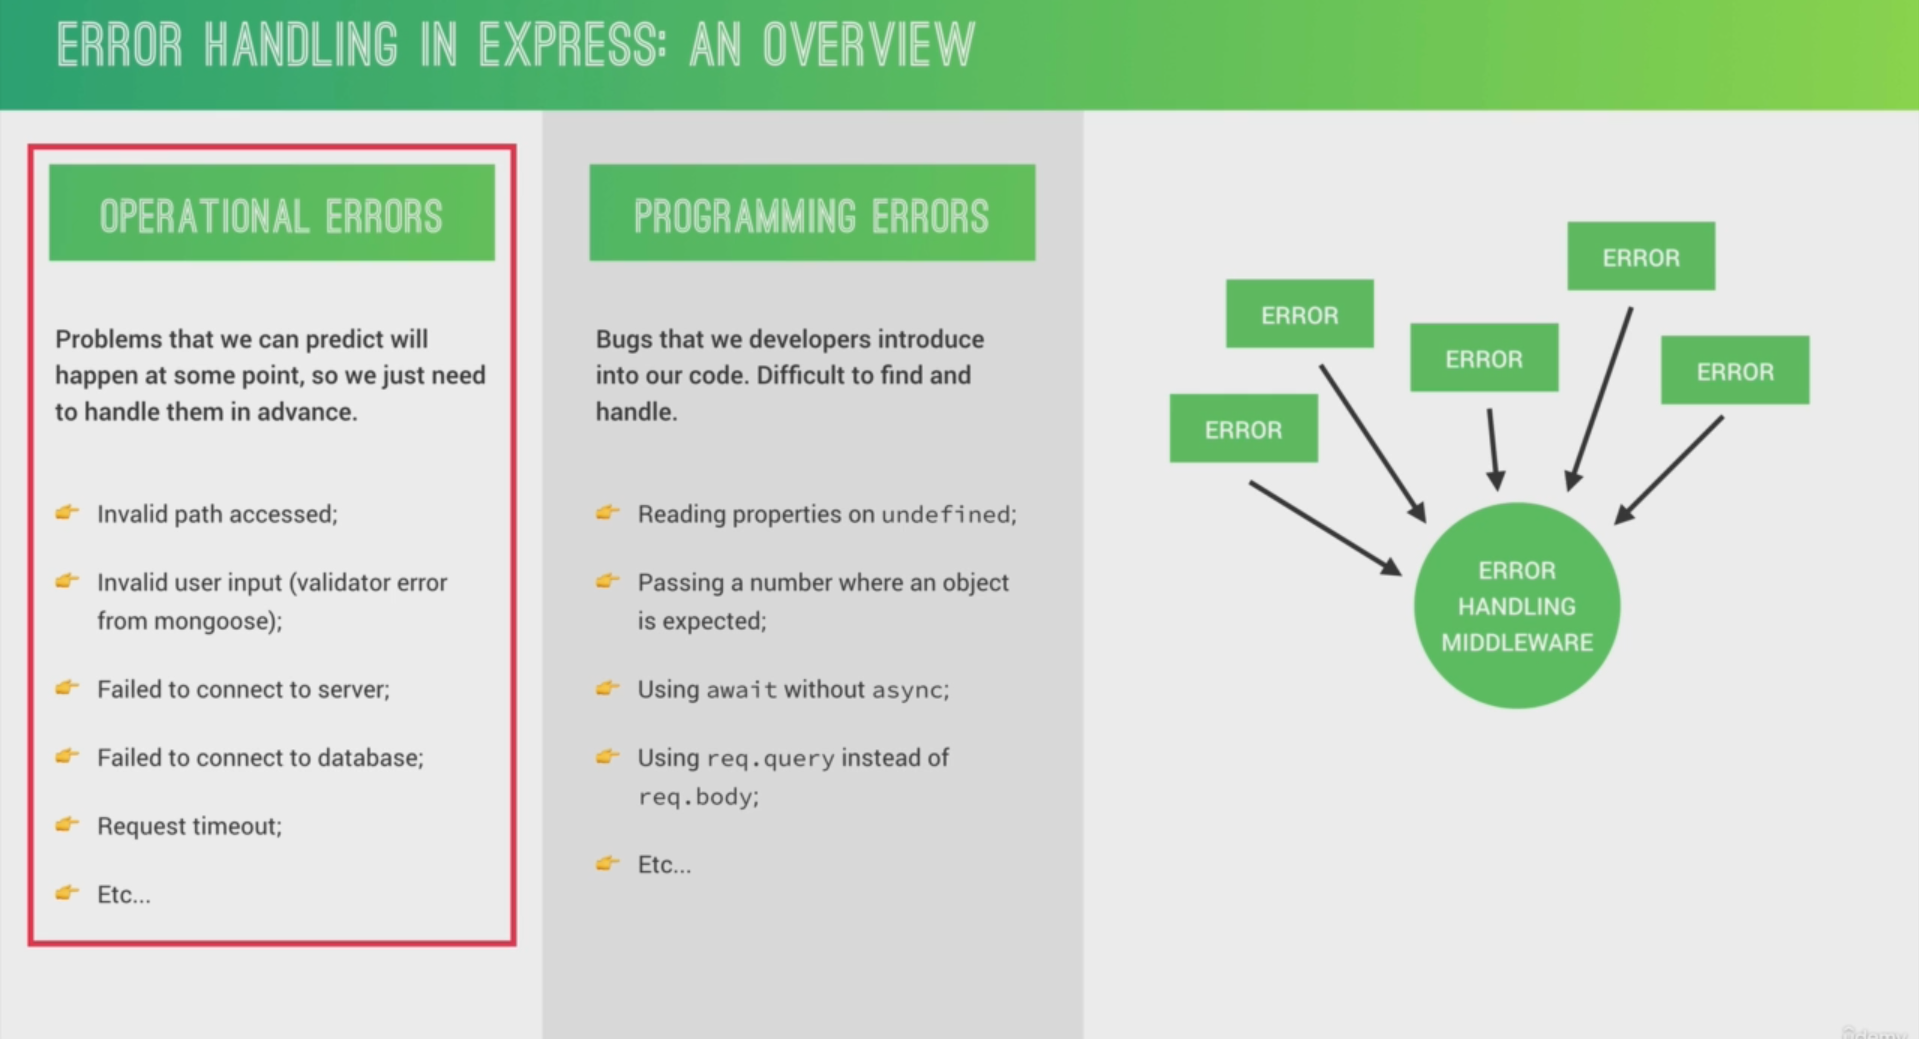 ERROR HANDLING IN EXPRESS: AN OVERVIEW
OPERATIONAL ERRORS
Problems that we can predict will
happen at some point, so we just need
to handle them in advance.
Invalid path accessed;
Invalid user input (validator error
from mongoose);
Failed to connect to server;
Failed to connect to database;
Request timeout;
Etc...
PROGRAMMING ERRORS
Bugs that we developers introduce
into our code. Difficult to find and
handle.
Reading properties on undefined;
Passing a number where an object
is expected;
Using await without async;
Using req.query instead of
req.body;
Etc...
ERROR
ERROR
ERROR
ERROR
ERROR
ERROR
HANDLING
MIDDLEWARE